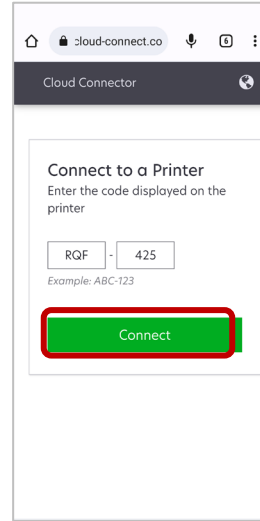 cloud-connect.co
6
Cloud Connector
Connect to a Printer
Enter the code displayed on the
printer
RQF - 425
Example: ABC-123
Connect